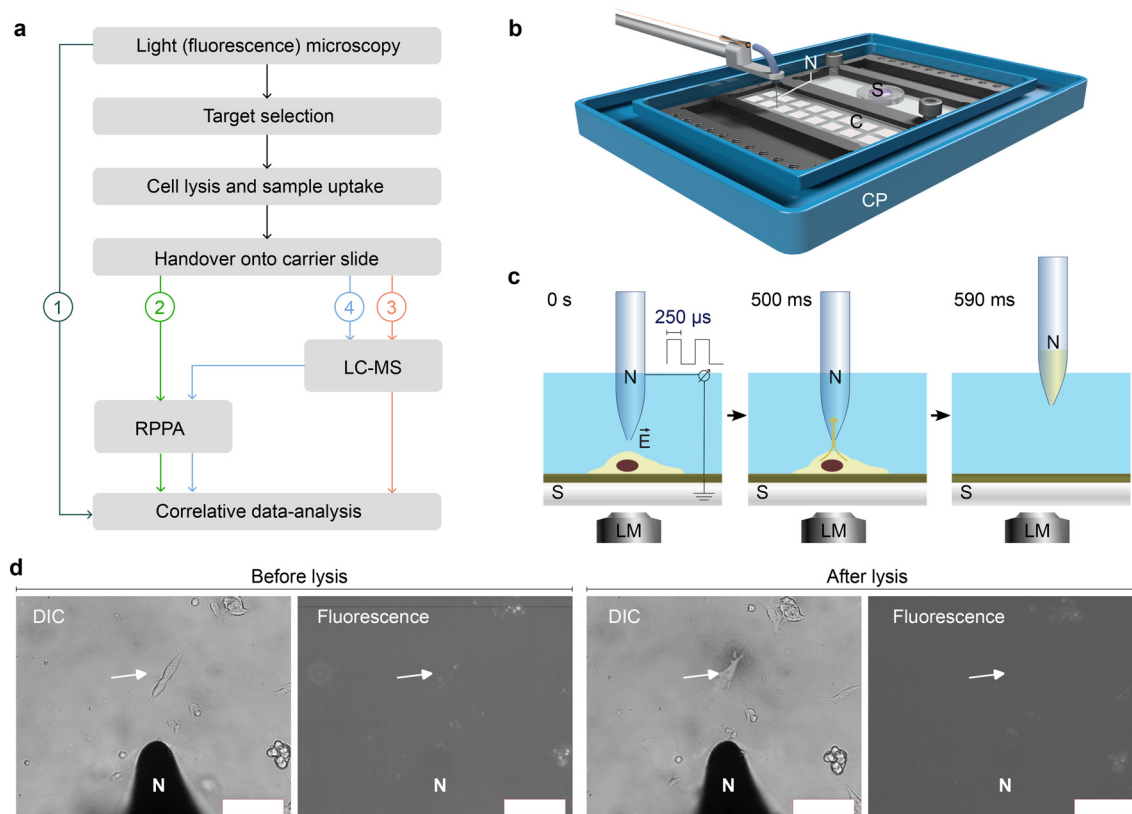 a
Light (fluorescence) microscopy
Target selection
Cell lysis and sample uptake
Handover onto carrier slide
1
2
4
3
LC-MS
RPPA
Correlative data-analysis
b
N
S
C
CP
c
0 s
250 µs
N
E
S
LM
500 ms
N
S
LM
590 ms
N
S
LM
d
Before lysis
After lysis
DIC
N
Fluorescence
N
DIC
N
Fluorescence
N